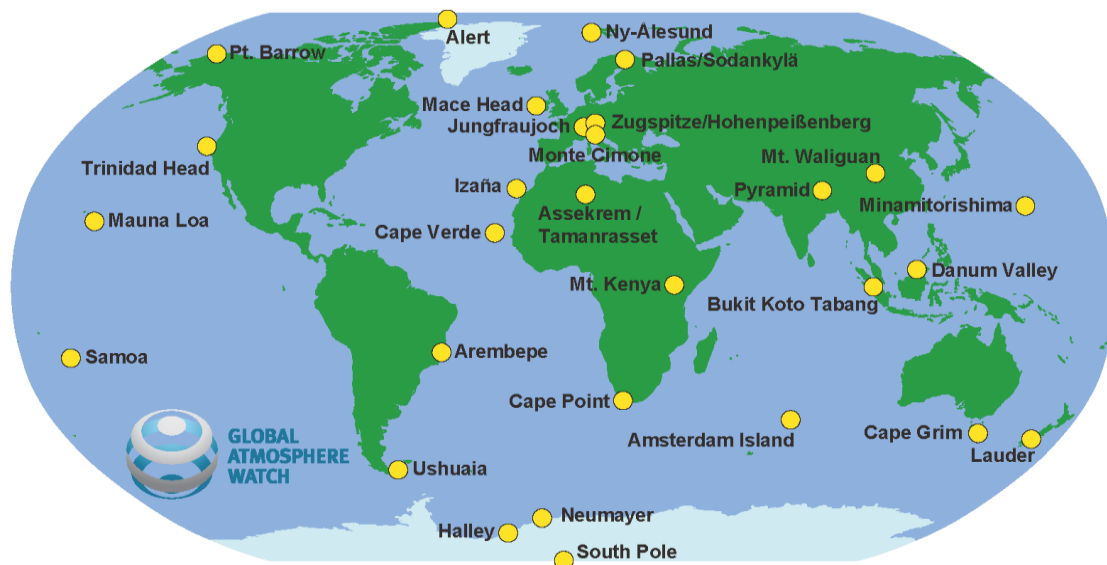 Alert
Ny-Ålesund
Pt. Barrow
Pallas/Sodankylä
Mace Head
Jungfraujoch
Zugspitze/Hohenpeißenberg
Monte Cimone
Trinidad Head
Mt. Waliguan
Izaña
Pyramid
Minamitorishima
Mauna Loa
Assekrem /
Tamanrasset
Cape Verde
Mt. Kenya
Danum Valley
Bukit Koto Tabang
Samoa
Arembepe
Cape Point
Amsterdam Island
Cape Grim
Lauder
GLOBAL
ATMOSPHERE
WATCH
Ushuaia
Neumayer
Halley
South Pole